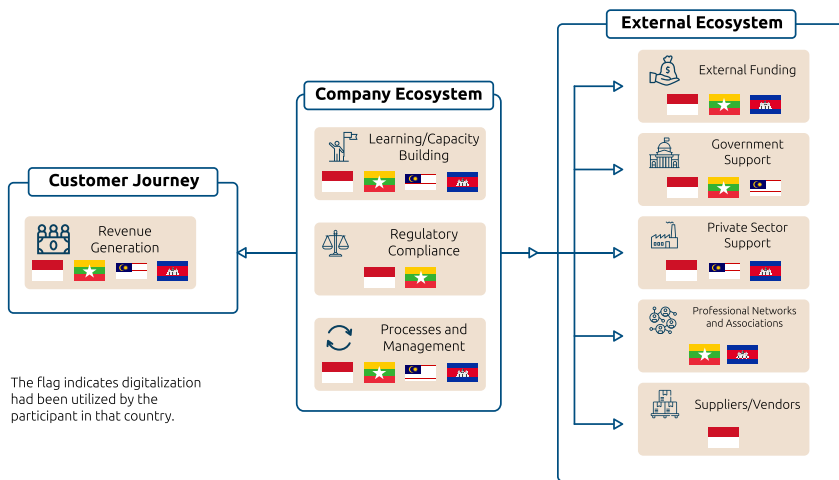 External Ecosystem
External Funding
Government
Support
Private Sector
Support
Professional Networks
and Associations
Suppliers/Vendors
Company Ecosystem
Learning/Capacity
Building
Regulatory
Compliance
Processes and
Management
Customer Journey
Revenue
Generation
The flag indicates digitalization
had been utilized by the
participant in that country.